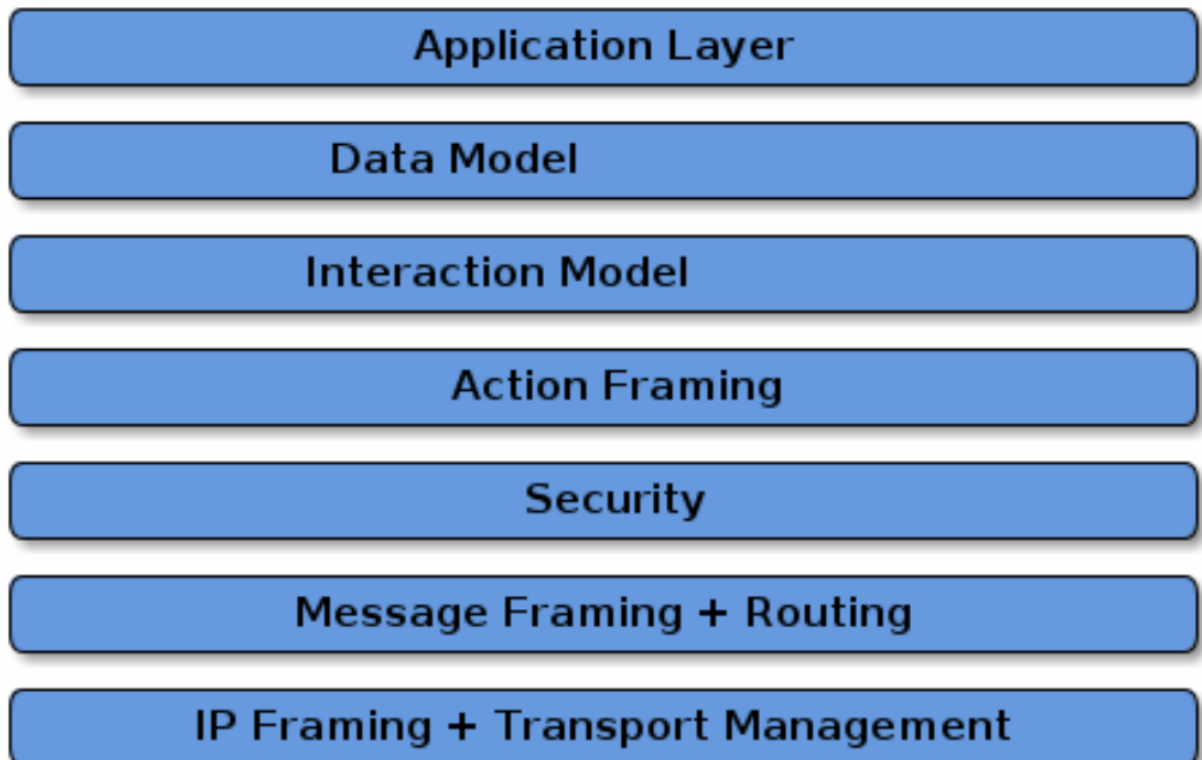 Application Layer
Data Model
Interaction Model
Action Framing
Security
Message Framing + Routing
IP Framing + Transport Management